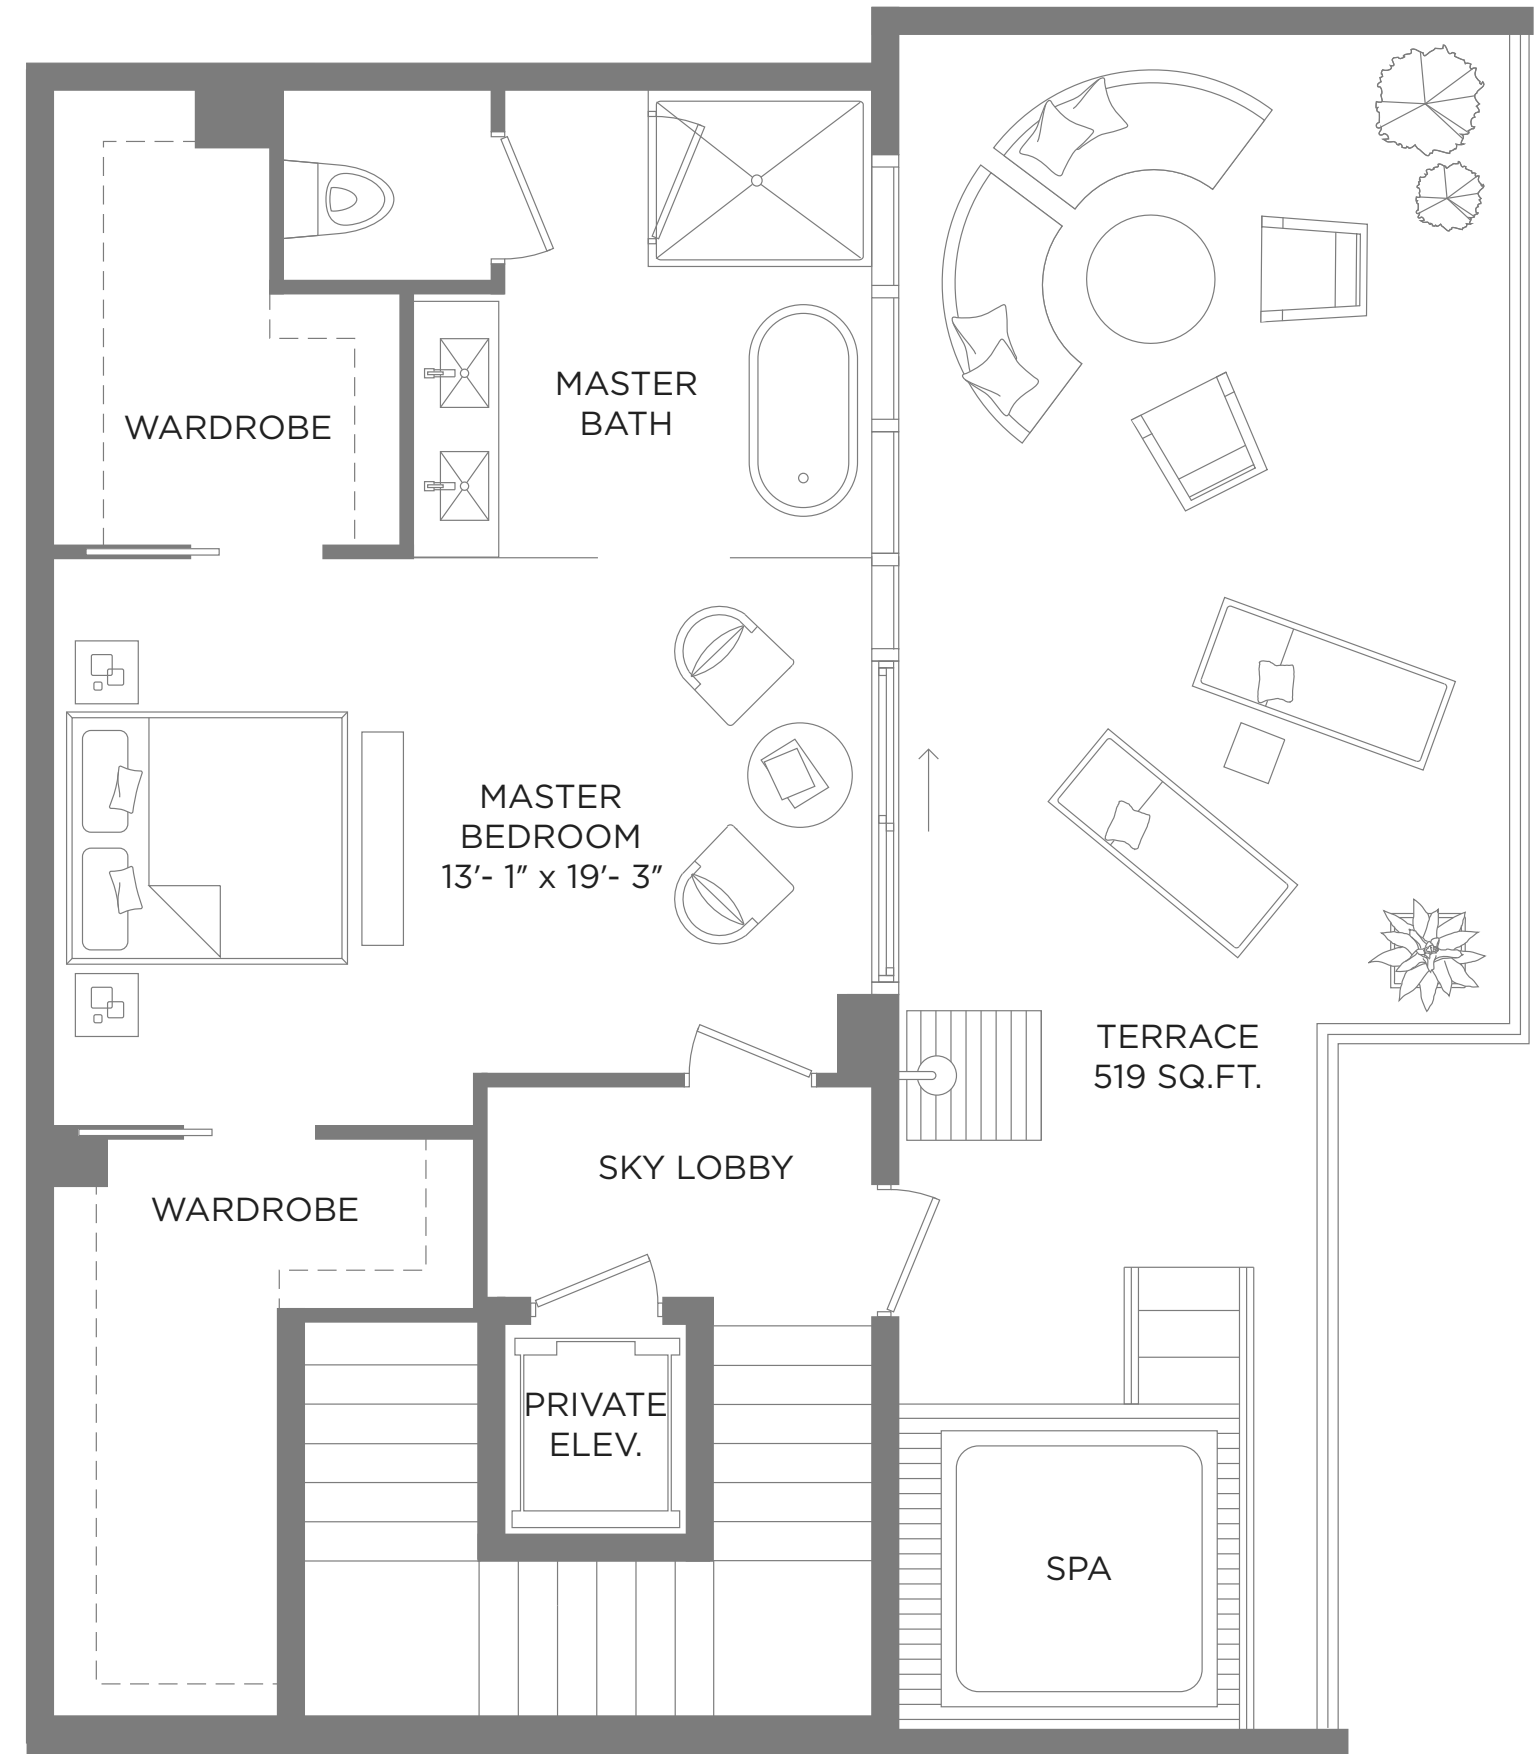 MASTER
BATH
WARDROBE
MASTER
BEDROOM
13'- 1" x 19'- 3"
TERRACE
519 SQ.FT.
SKY LOBBY
WARDROBE
PRIVATE
ELEV.
SPA